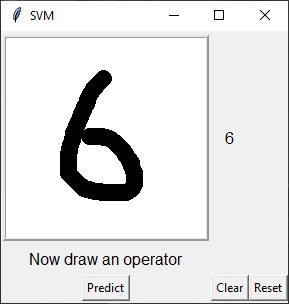 SVM
6
6
Now draw an operator
Predict
Clear Reset